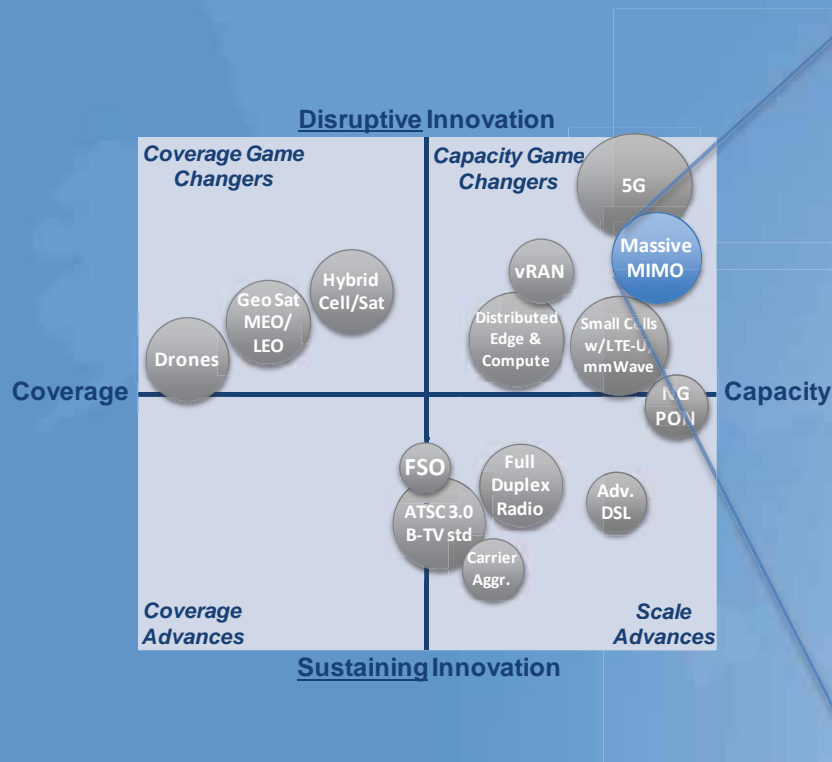 Disruptive Innovation
Coverage Game
Changers
Capacity Game
Changers
5G
Massive
MIMO
vRAN
Hybrid
Cell/Sat
Geo Sat
MEO/
LEO
Distributed
Edge &
Compute
Small Cells
w/LTE-U,
mmWave
Drones
Coverage
Capacity
NG
PON
FSO
Full
Duplex
Radio
Adv.
DSL
ATSC 3.0
B-TV std
Carrier
Aggr.
Coverage
Advances
Scale
Advances
Sustaining Innovation